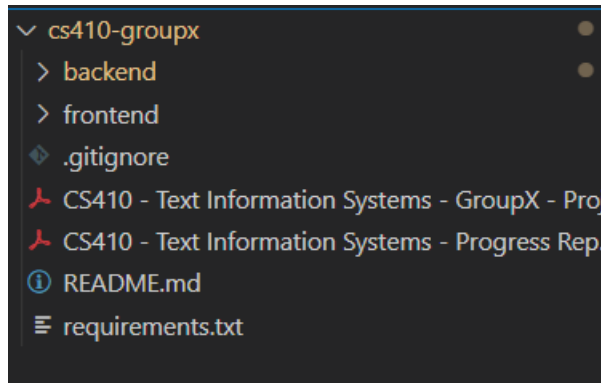 cs410-groupx
backend
frontend
.gitignore
CS410 - Text Information Systems - GroupX - Pro
CS410 - Text Information Systems - Progress Rep.
README.md
requirements.txt